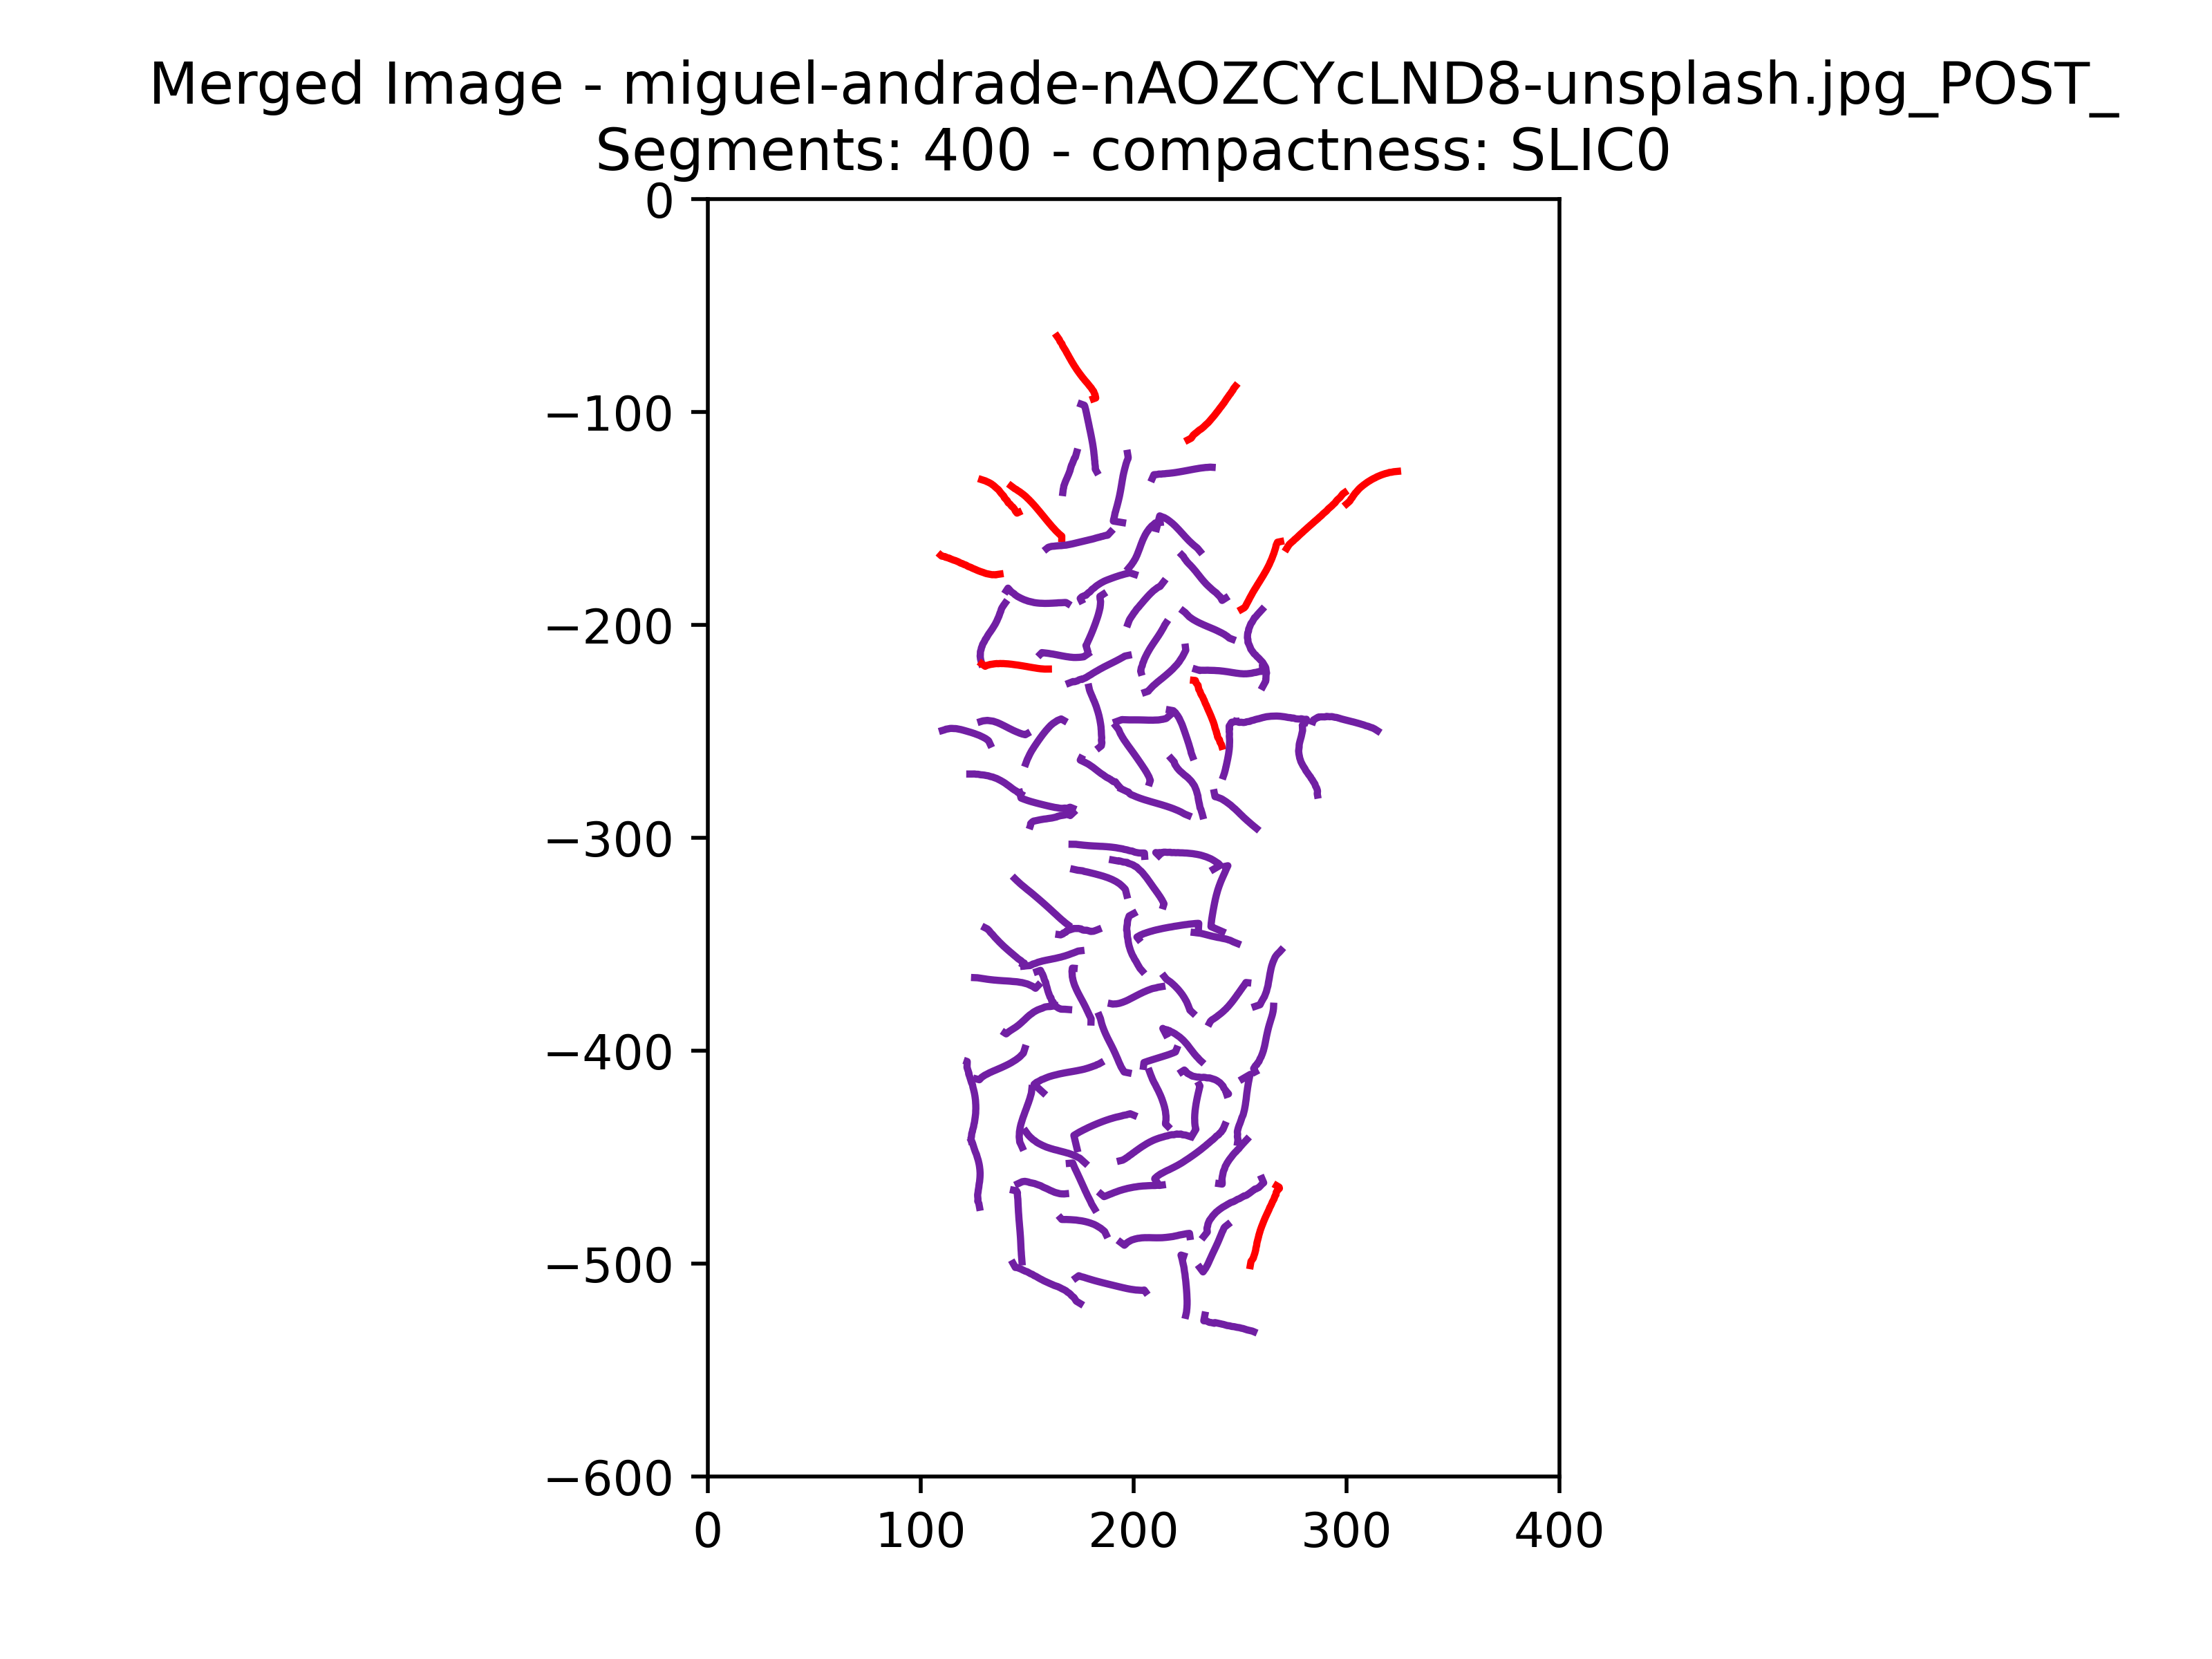 Merged Image - miguel-andrade-nAOZCYcLND8-unsplash.jpg_POST_
Segments: 400 - compactness: SLIC0
0
−100
−200
−300
−400
−500
−600
0 100 200 300 400